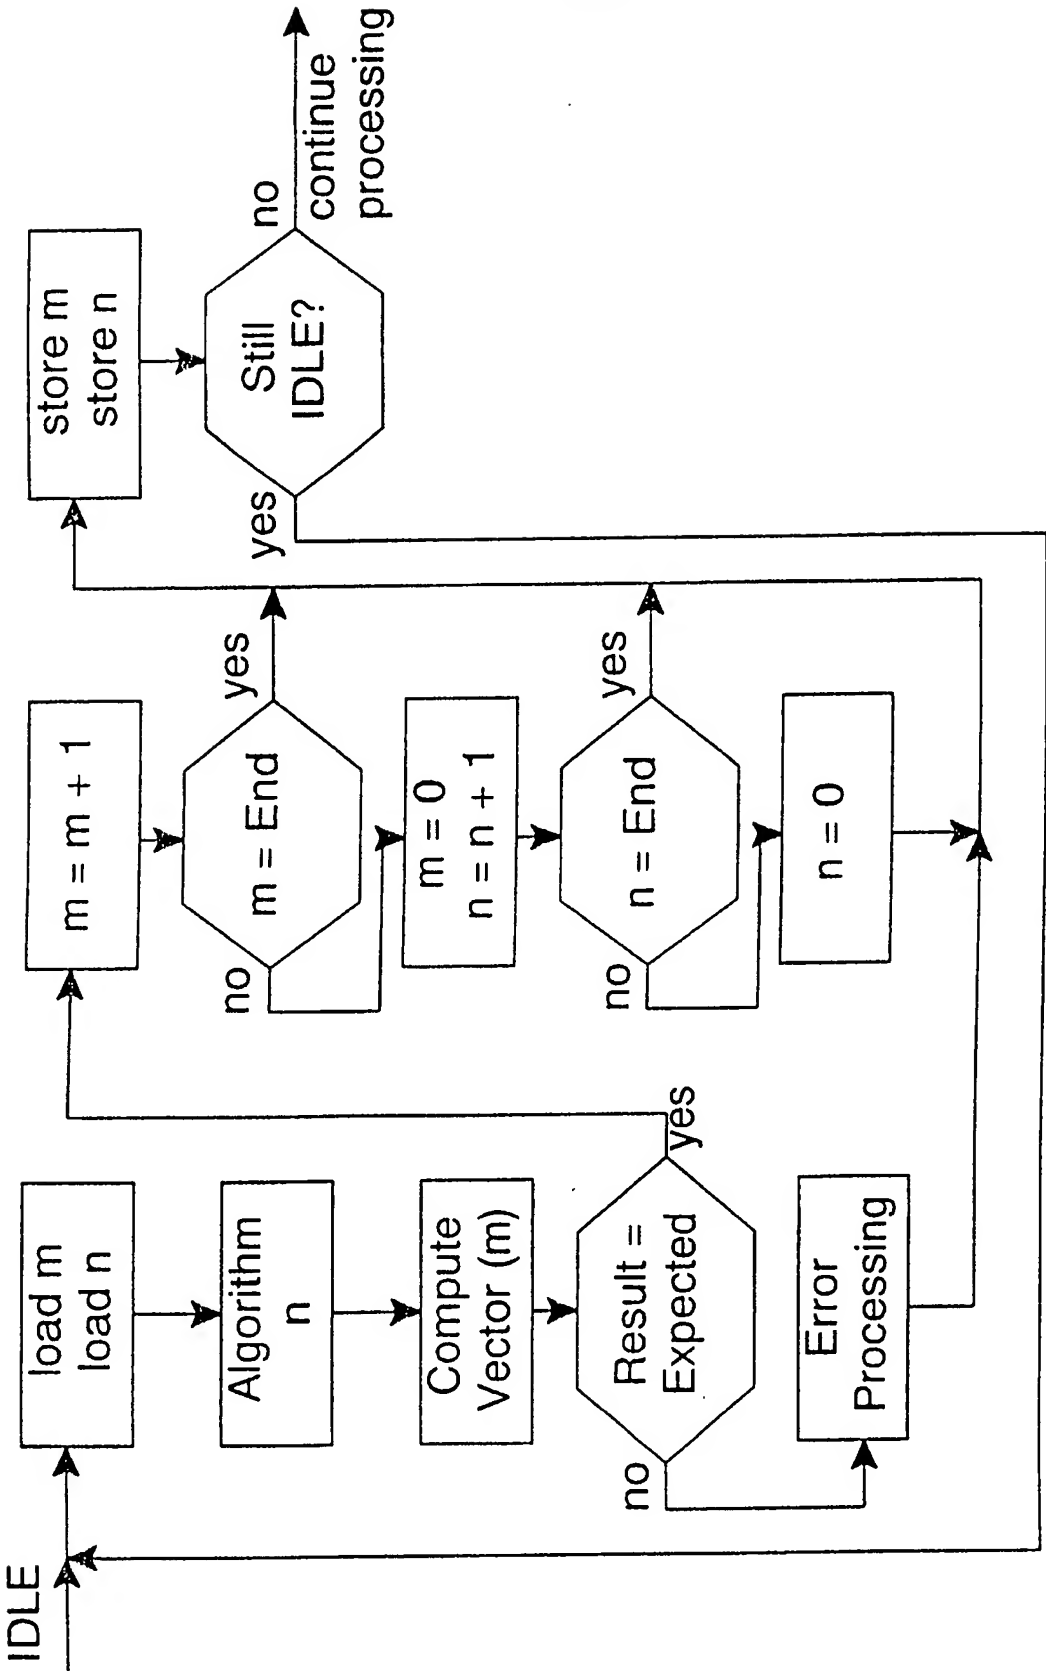 IDLE
load m
load n
Algorithm
n
Compute
Vector (m)
Result =
Expected
no
yes
Error
Processing
m = m + 1
m = End
no
yes
m = 0
n = n + 1
n = End
no
yes
n = 0
store m
store n
Still
IDLE?
yes
no
continue
processing